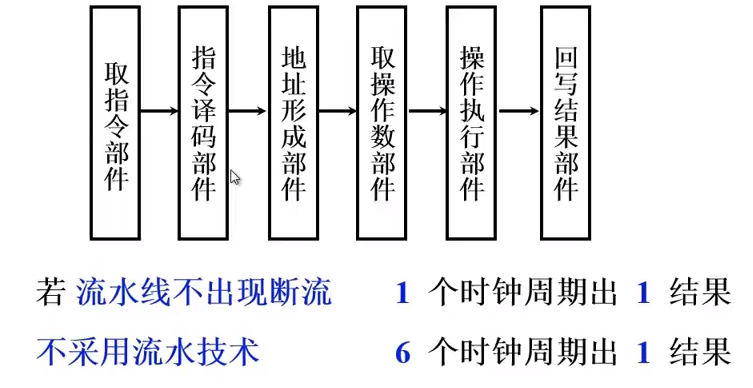 取指令部件
指令译码部件
地址形成部件
取操作数部件
操作执行部件
回写结果部件
若 流水线不出现断流 1 个时钟周期出 1 结果
不采用流水技术 6 个时钟周期出 1 结果